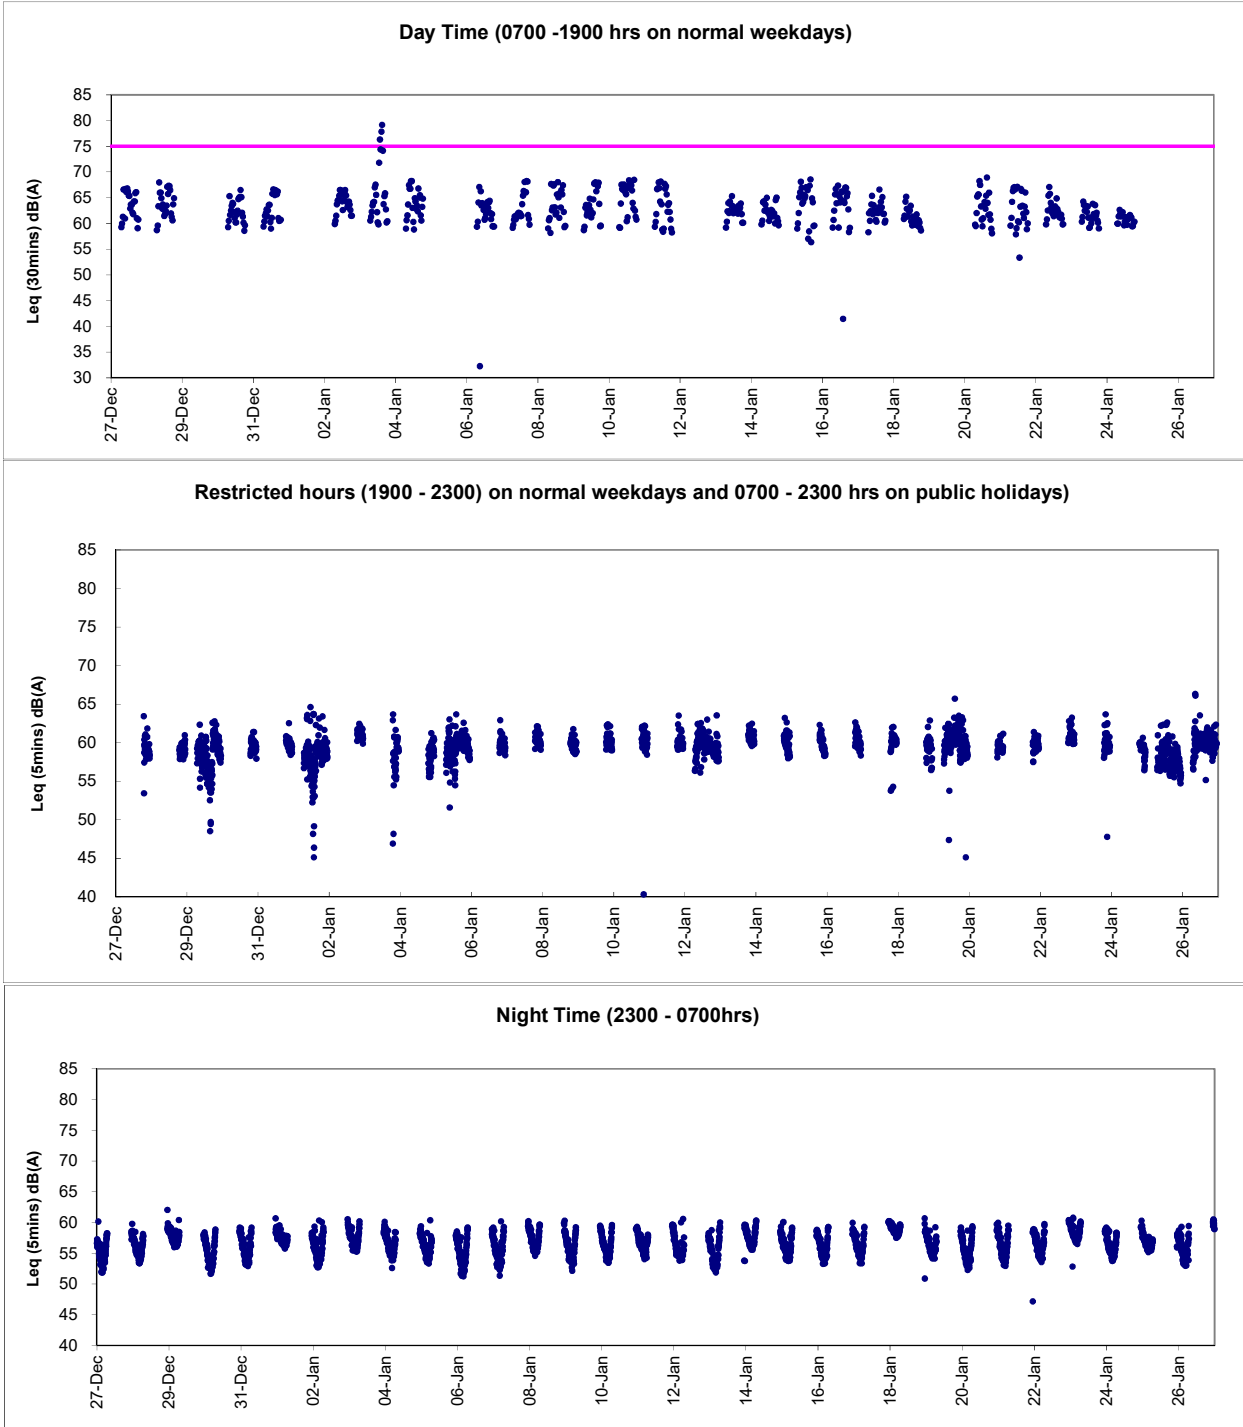 Day Time (0700 -1900 hrs on normal weekdays)
Leq (30mins) dB(A)
85
80
75
70
65
60
55
50
45
40
35
30
27-Dec
29-Dec
31-Dec
02-Jan
04-Jan
06-Jan
08-Jan
10-Jan
12-Jan
14-Jan
16-Jan
18-Jan
20-Jan
22-Jan
24-Jan
26-Jan
Restricted hours (1900 - 2300) on normal weekdays and 0700 - 2300 hrs on public holidays)
Leq (5mins) dB(A)
85
80
75
70
65
60
55
50
45
40
27-Dec
29-Dec
31-Dec
02-Jan
04-Jan
06-Jan
08-Jan
10-Jan
12-Jan
14-Jan
16-Jan
18-Jan
20-Jan
22-Jan
24-Jan
26-Jan
Night Time (2300 - 0700hrs)
Leq (5mins) dB(A)
85
80
75
70
65
60
55
50
45
40
27-Dec
29-Dec
31-Dec
02-Jan
04-Jan
06-Jan
08-Jan
10-Jan
12-Jan
14-Jan
16-Jan
18-Jan
20-Jan
22-Jan
24-Jan
26-Jan